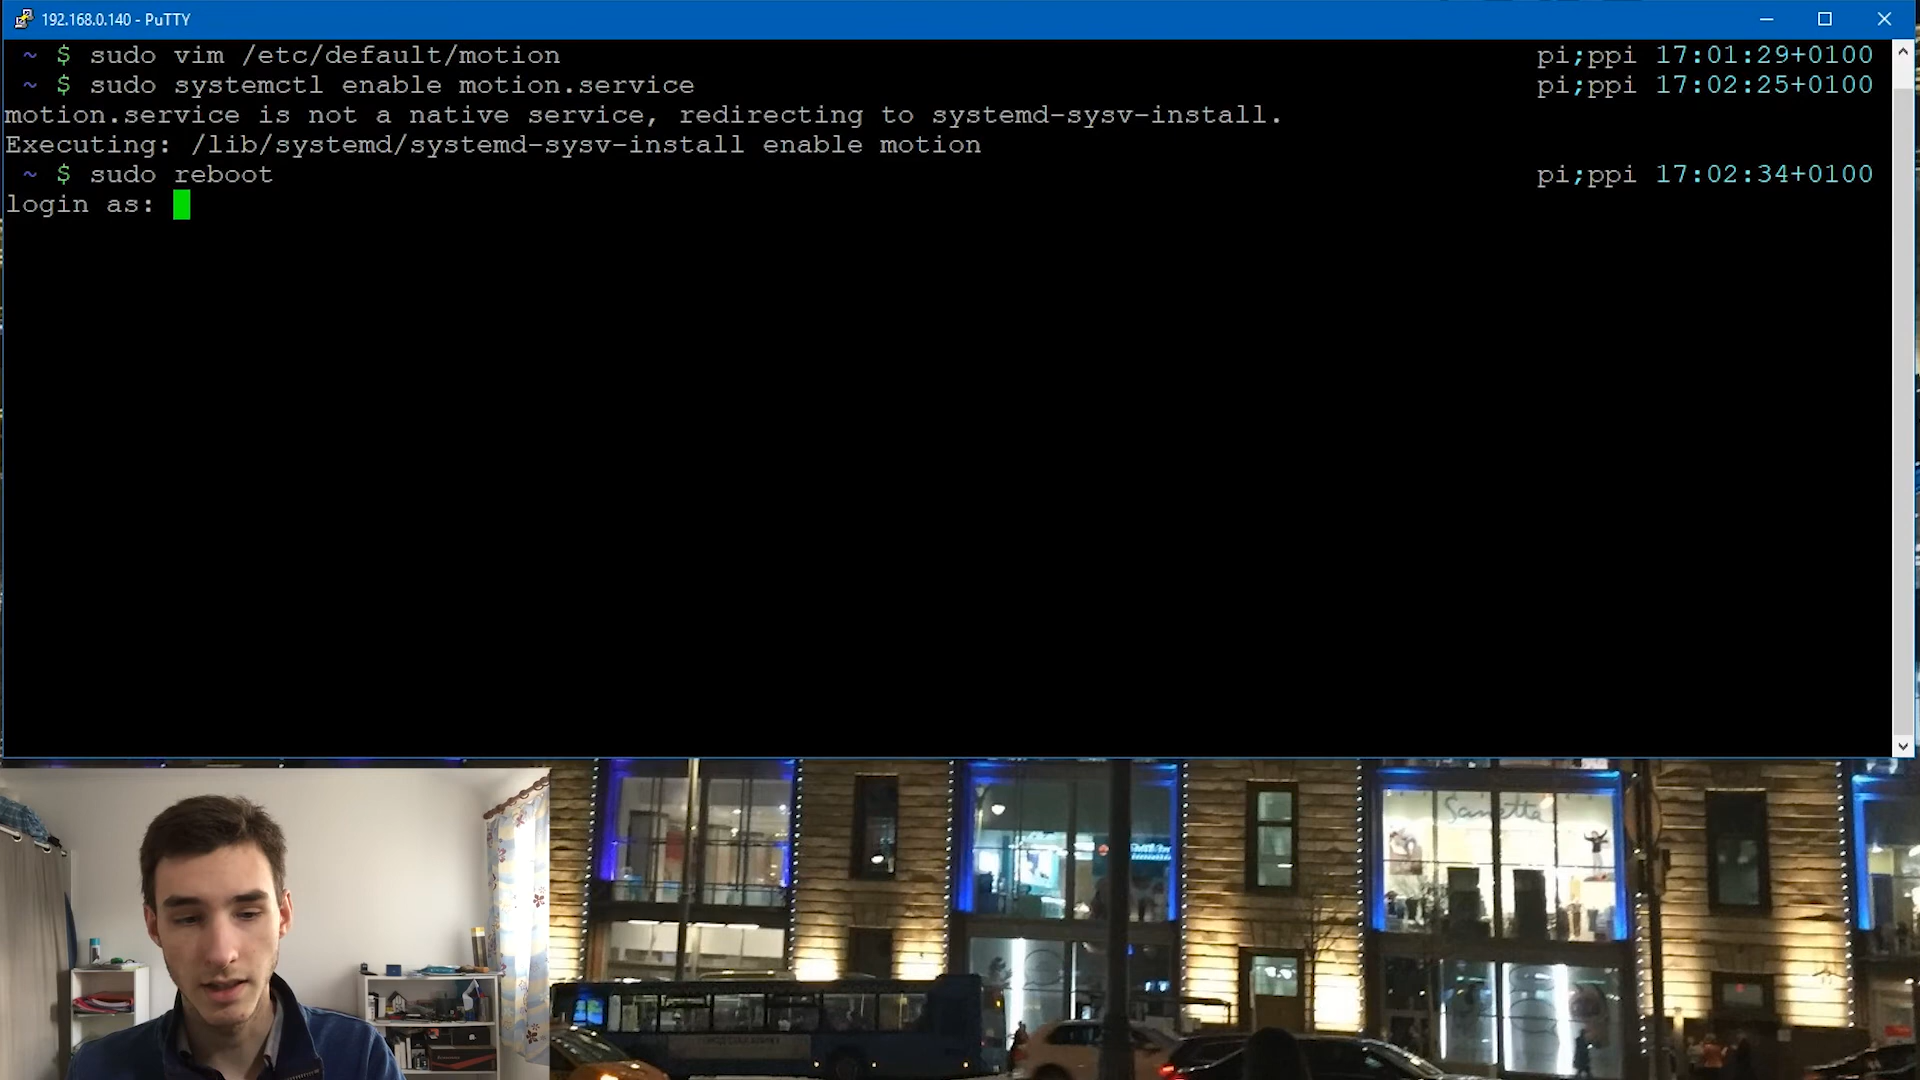 192.168.0.140 - PuTTY
~ $ sudo vim /etc/default/motion pi;ppi 17:01:29+0100
~ $ sudo systemctl enable motion.service pi;ppi 17:02:25+0100
motion.service is not a native service, redirecting to systemd-sysv-install.
Executing: /lib/systemd/systemd-sysv-install enable motion
~ $ sudo reboot pi;ppi 17:02:34+0100
login as:
Sanetta